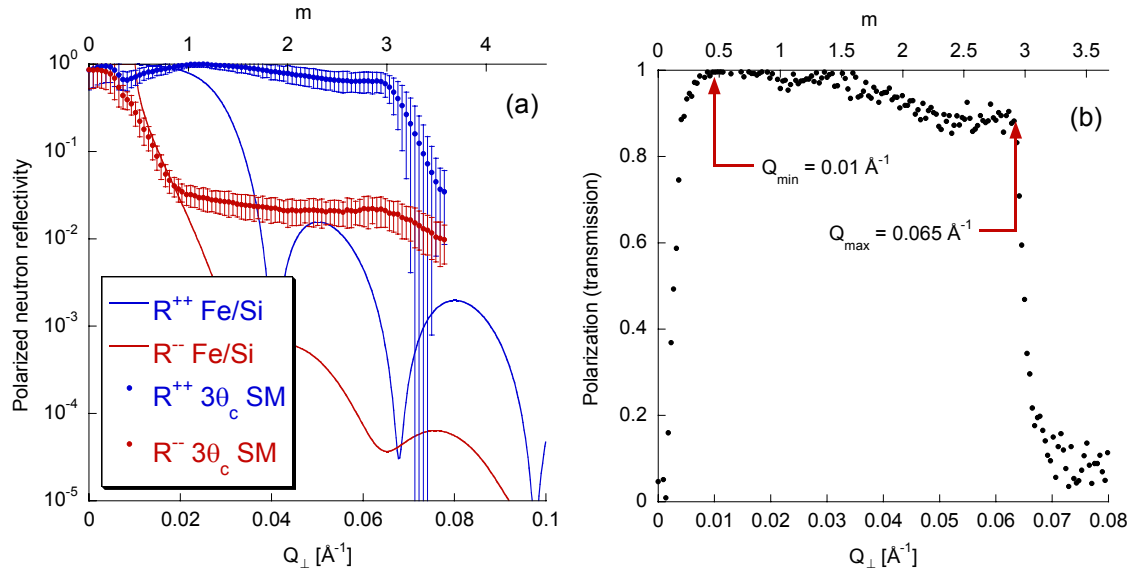 m
0 1 2 3 4
Polarized neutron reflectivity
10⁰
10⁻¹
10⁻²
10⁻³
10⁻⁴
10⁻⁵
(a)
R⁺⁺ Fe/Si
R⁻⁻ Fe/Si
R⁺⁺ 3θc SM
R⁻⁻ 3θc SM
0 0.02 0.04 0.06 0.08 0.1
Q⊥ [Å⁻¹]
m
0 0.5 1 1.5 2 2.5 3 3.5
Polarization (transmission)
1
0.8
0.6
0.4
0.2
0
(b)
Qmin = 0.01 Å⁻¹
Qmax = 0.065 Å⁻¹
0 0.01 0.02 0.03 0.04 0.05 0.06 0.07 0.08
Q⊥ [Å⁻¹]